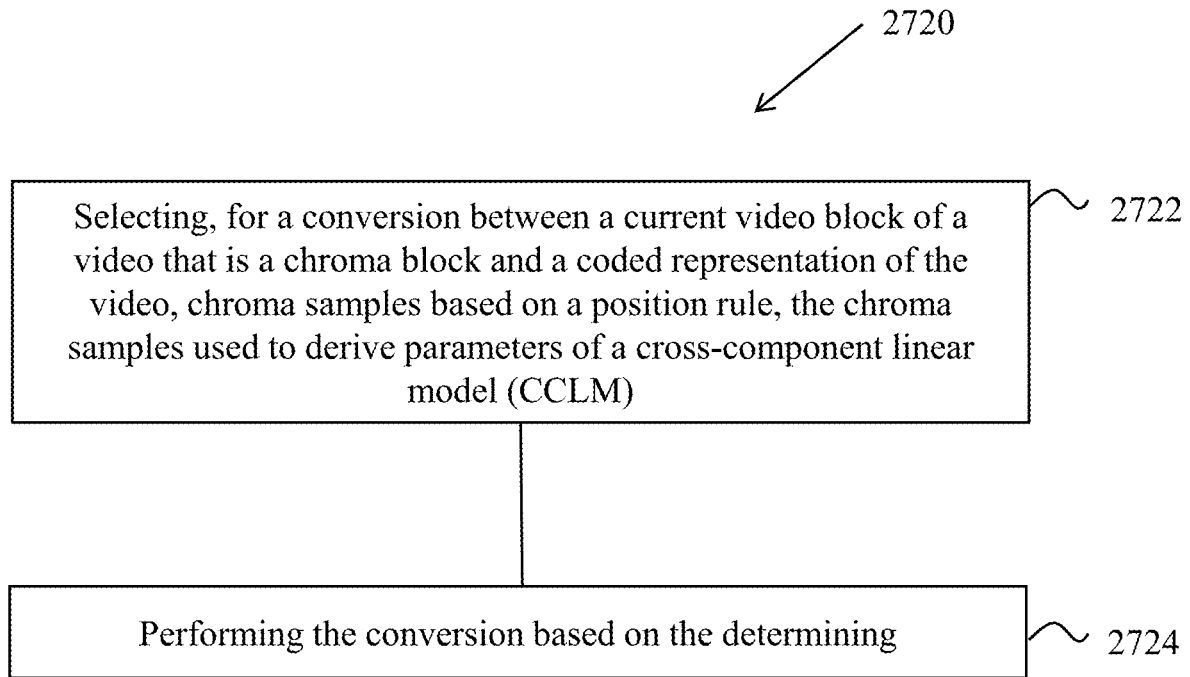 2720
Selecting, for a conversion between a current video block of a
video that is a chroma block and a coded representation of the
video, chroma samples based on a position rule, the chroma
samples used to derive parameters of a cross-component linear
model (CCLM)
2722
Performing the conversion based on the determining
2724